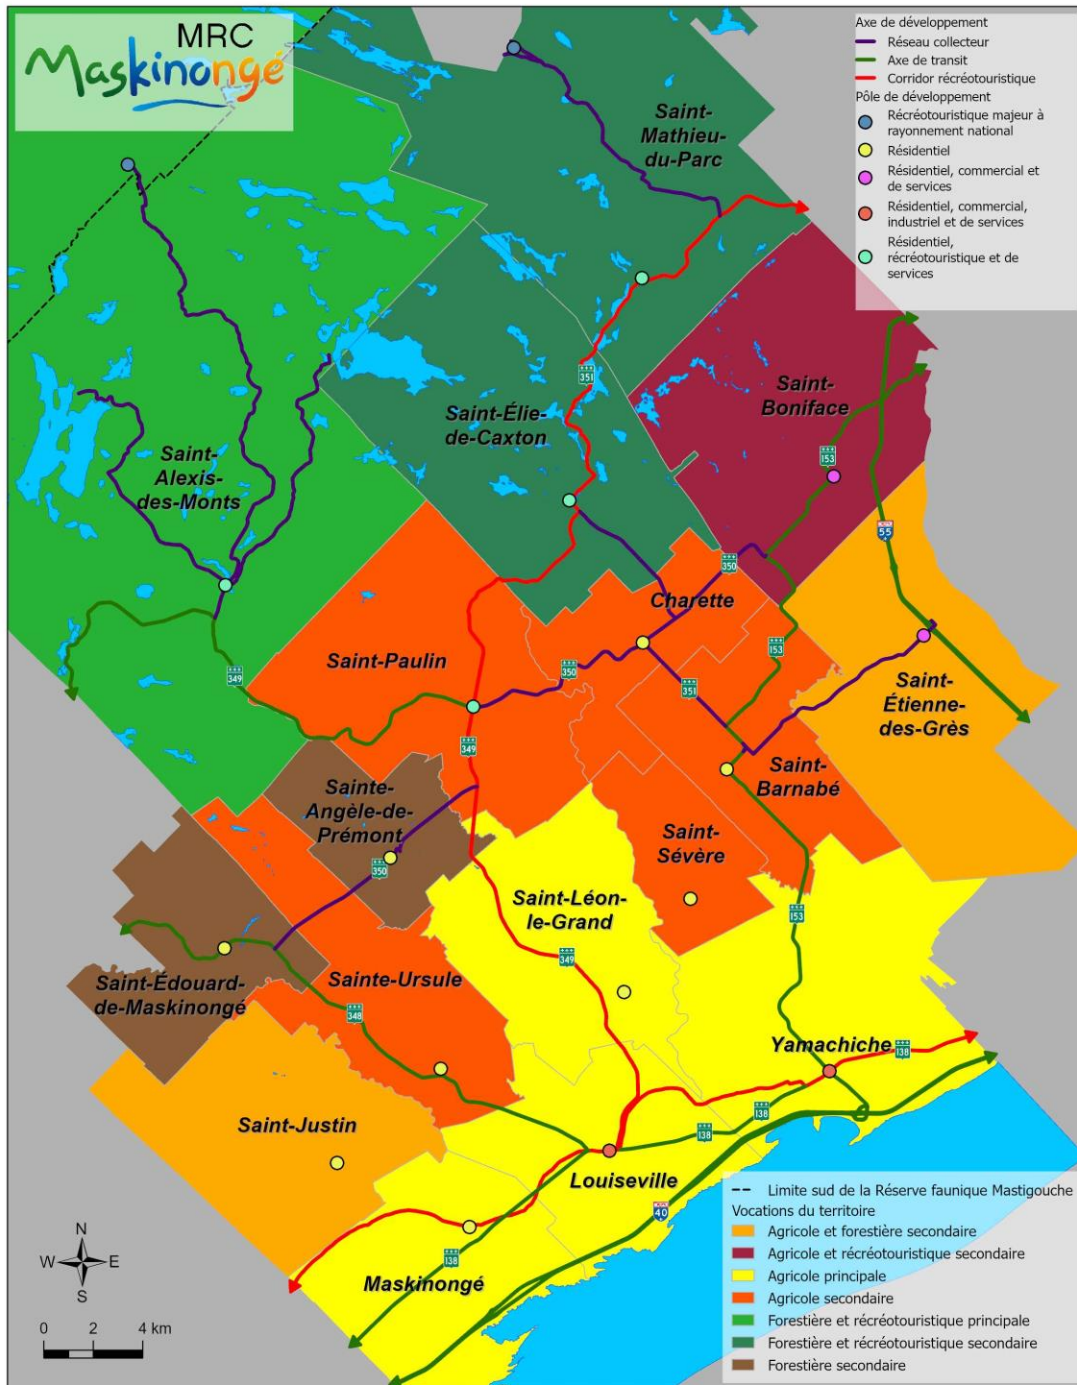 MRC
Maskinongé
Axe de développement
Réseau collecteur
Axe de transit
Corridor récréotouristique
Pôle de développement
Récréotouristique majeur à
rayonnement national
Résidentiel
Résidentiel, commercial et
de services
Résidentiel, commercial,
industriel et de services
Résidentiel,
récréotouristique et de
services
Saint-
Mathieu-
du-Parc
351
Saint-
Boniface
Saint-Élie-
de-Caxton
Saint-
Alexis-
des-Monts
153
55
350
Charette
Saint-Paulin
349
350
153
351
Saint-
Étienne-
des-Grès
349
Saint-
Barnabé
Sainte-
Angèle-de-
Prémont
350
Saint-
Sévère
Saint-Léon-
le-Grand
153
349
Saint-Édouard-
de-Maskinongé
Sainte-Ursule
348
Yamachiche
138
138
138
Saint-Justin
Louiseville
40
138
Maskinongé
N
W
E
S
0 2 4 km
Limite sud de la Réserve faunique Mastigouche
Vocations du territoire
Agricole et forestière secondaire
Agricole et récréotouristique secondaire
Agricole principale
Agricole secondaire
Forestière et récréotouristique principale
Forestière et récréotouristique secondaire
Forestière secondaire